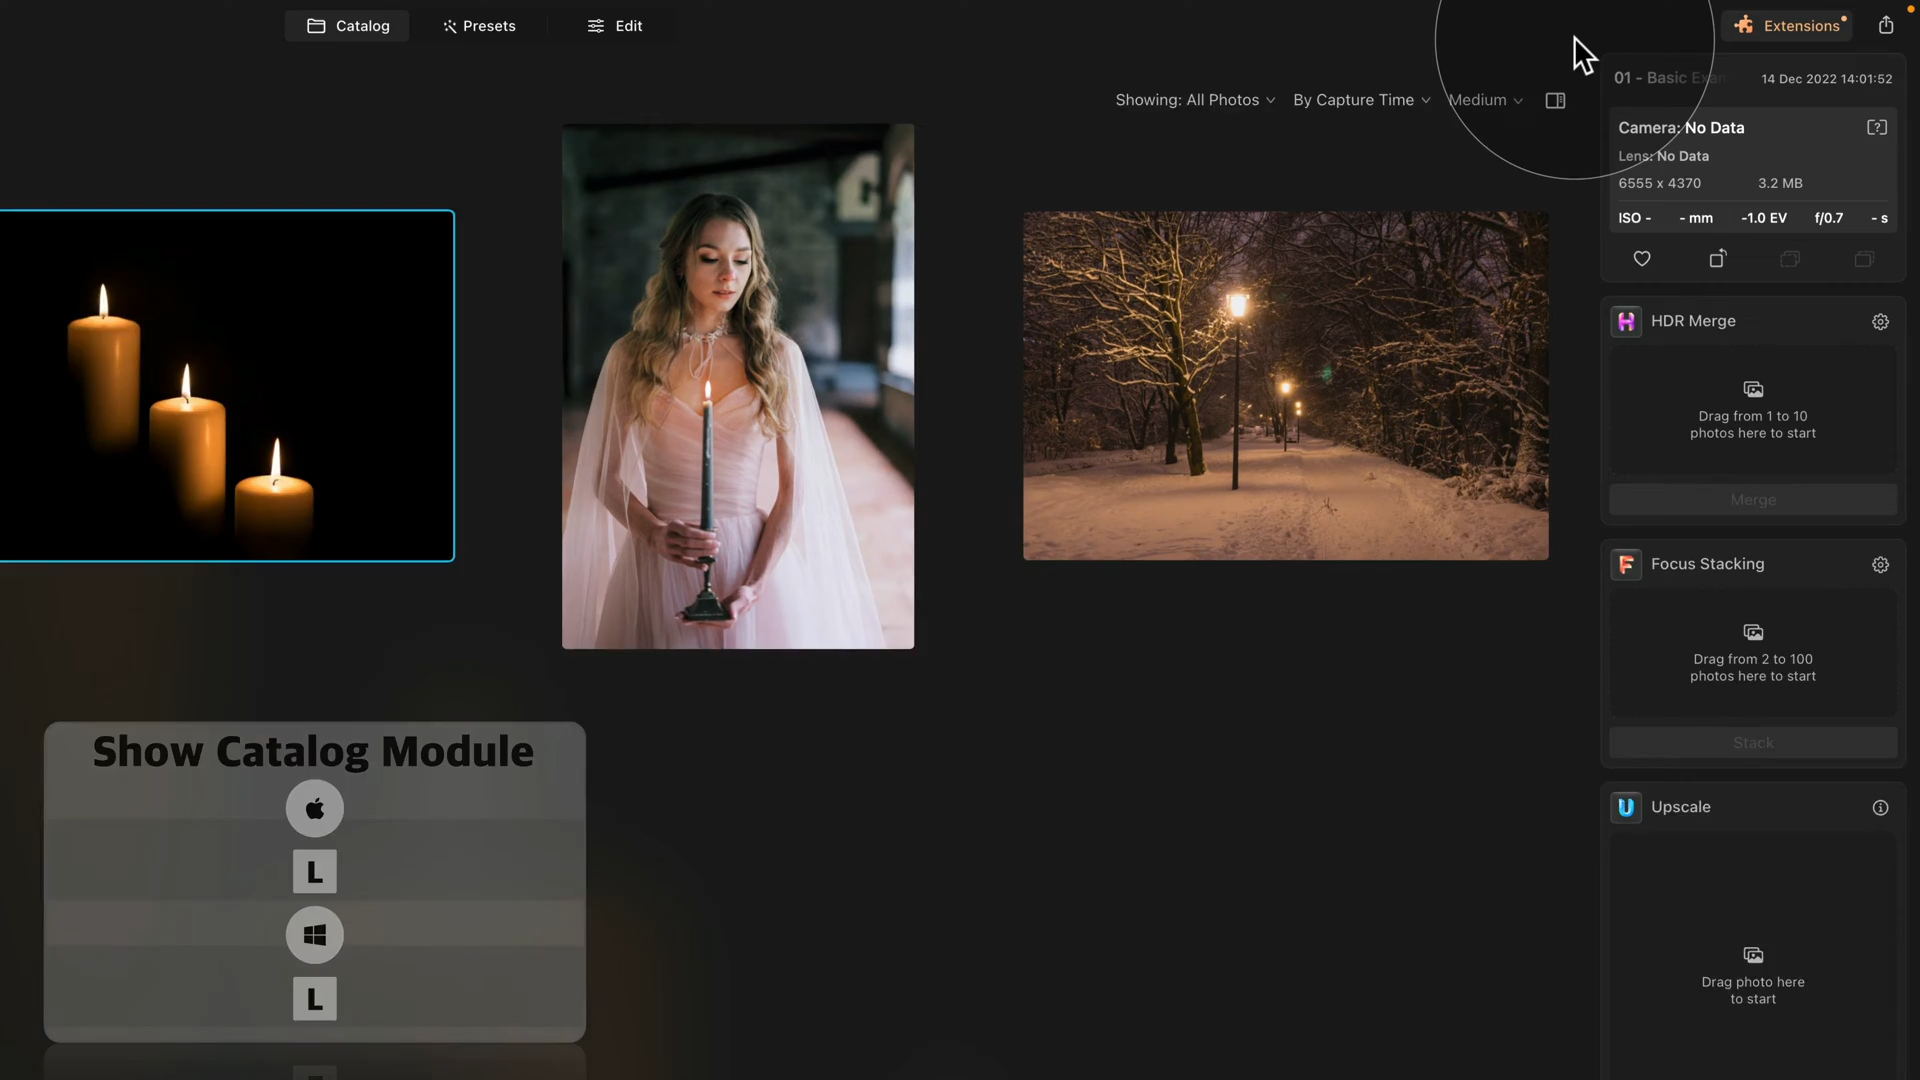 Catalog
Presets
Edit
Extensions
Showing: All Photos
By Capture Time
Medium
01 - Basic Exam
14 Dec 2022 14:01:52
Camera: No Data
[?]
Lens: No Data
6555 x 4370
3.2 MB
ISO -
- mm
-1.0 EV
f/0.7
- s
H
HDR Merge
Drag from 1 to 10
photos here to start
Merge
F
Focus Stacking
Drag from 2 to 100
photos here to start
Stack
U
Upscale
Drag photo here
to start
Show Catalog Module
L
L